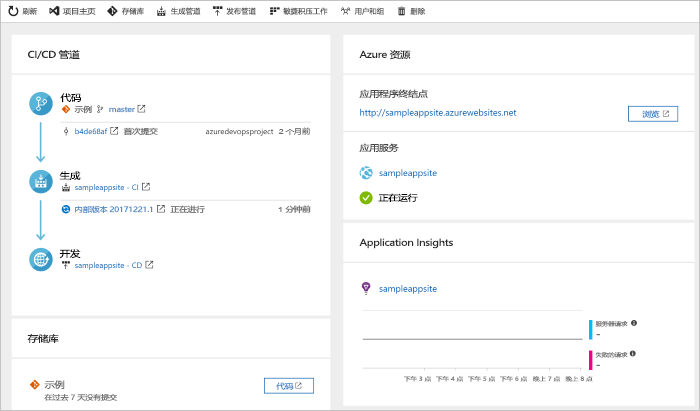 刷新 项目主页 存储库 生成管道 发布管道 敏捷积压工作 用户和组 删除
CI/CD 管道
代码
示例 master
b4de68af 首次提交 azuredevopsproject 2 个月前
生成
sampleappsite - CI
内部版本 20171221.1 正在进行 1 分钟前
开发
sampleappsite - CD
存储库
示例
在过去 7 天没有提交
代码
Azure 资源
应用程序终结点
http://sampleappsite.azurewebsites.net
浏览
应用服务
sampleappsite
正在运行
Application Insights
sampleappsite
服务器请求
--
失败的请求
--
下午 3 点 下午 4 点 下午 5 点 下午 6 点 晚上 7 点 晚上 8 点